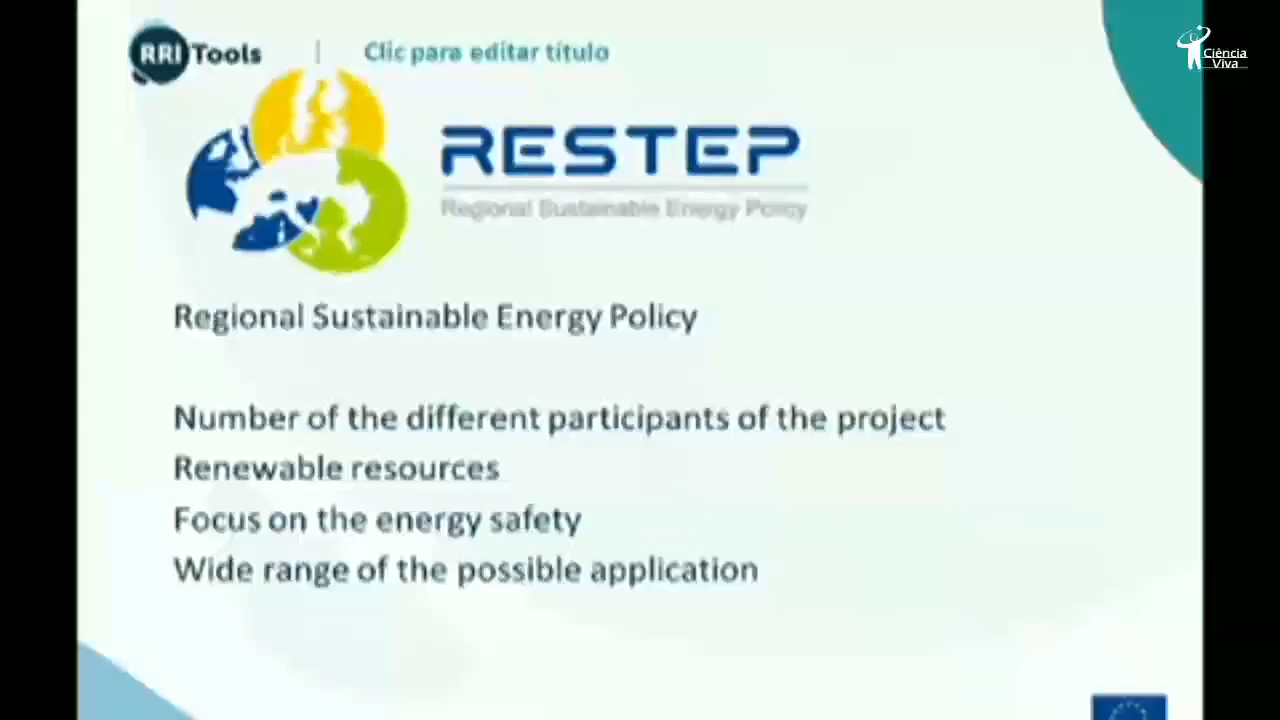 RRI Tools | Clic para editar título
Ciência
Viva
RESTEP
Regional Sustainable Energy Policy
Regional Sustainable Energy Policy
Number of the different participants of the project
Renewable resources
Focus on the energy safety
Wide range of the possible application